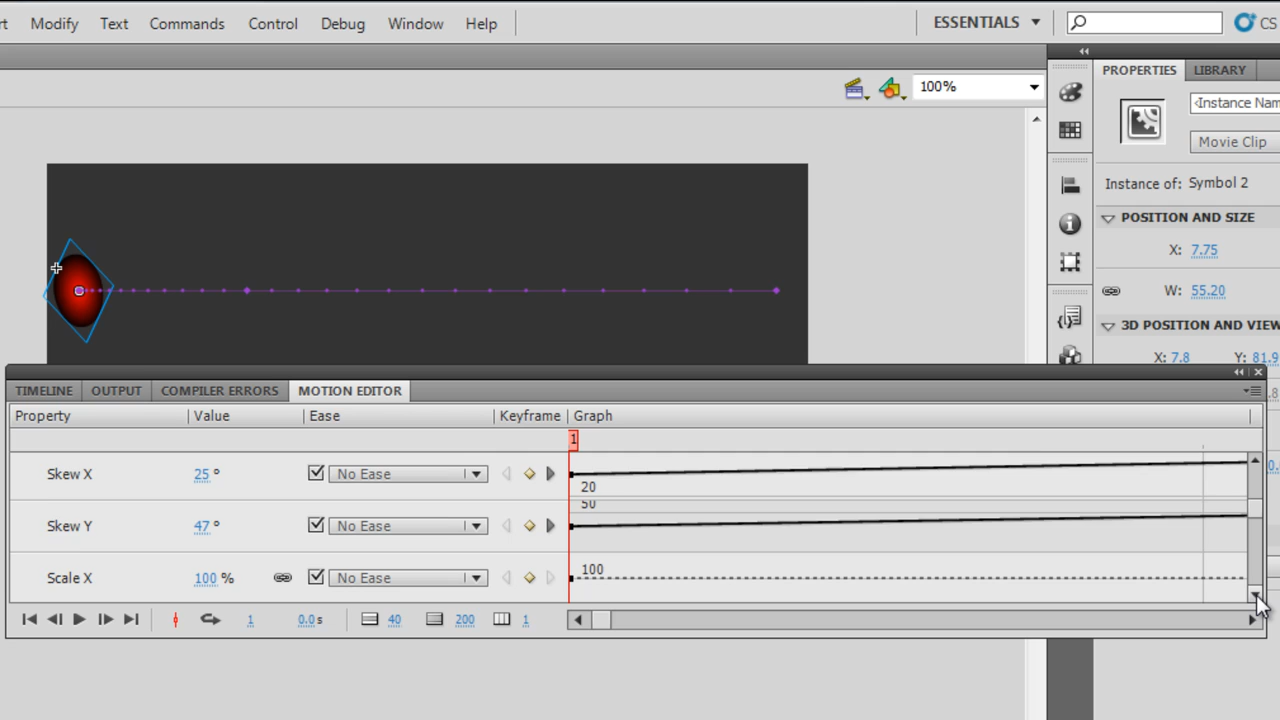 rt Modify Text Commands Control Debug Window Help ESSENTIALS CS
100%
PROPERTIES LIBRARY
<Instance Nam
Movie Clip
Instance of: Symbol 2
POSITION AND SIZE
X: 7.75
W: 55.20
3D POSITION AND VIEW
X: 7.8 Y: 81.9
TIMELINE OUTPUT COMPILER ERRORS MOTION EDITOR
Property Value Ease Keyframe Graph
1
Skew X 25 ° No Ease
20
50
Skew Y 47 ° No Ease
Scale X 100 % No Ease 100
1 0.0 s 40 200 1